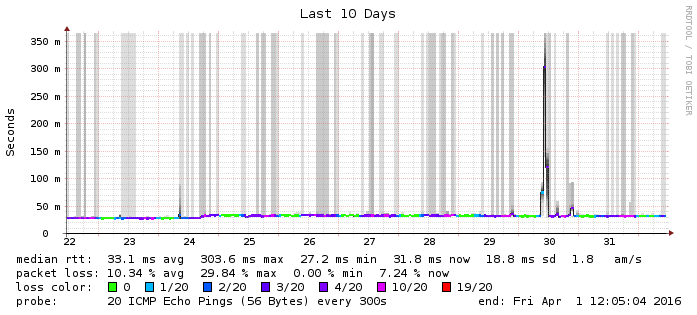 Last 10 Days
RRDTOOL / TOBI OETIKER
Seconds
350 m
300 m
250 m
200 m
150 m
100 m
50 m
0
22 23 24 25 26 27 28 29 30 31
median rtt: 33.1 ms avg 303.6 ms max 27.2 ms min 31.8 ms now 18.8 ms sd 1.8 am/s
packet loss: 10.34 % avg 29.84 % max 0.00 % min 7.24 % now
loss color: 0 1/20 2/20 3/20 4/20 10/20 19/20
probe: 20 ICMP Echo Pings (56 Bytes) every 300s end: Fri Apr 1 12:05:04 2016